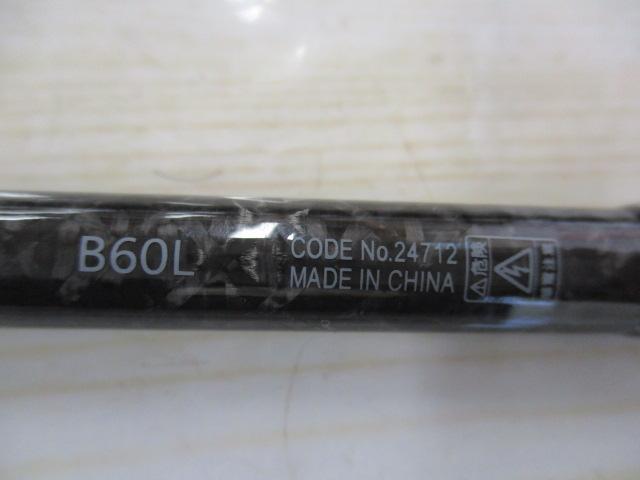 B60L
CODE No.24712
MADE IN CHINA
危険